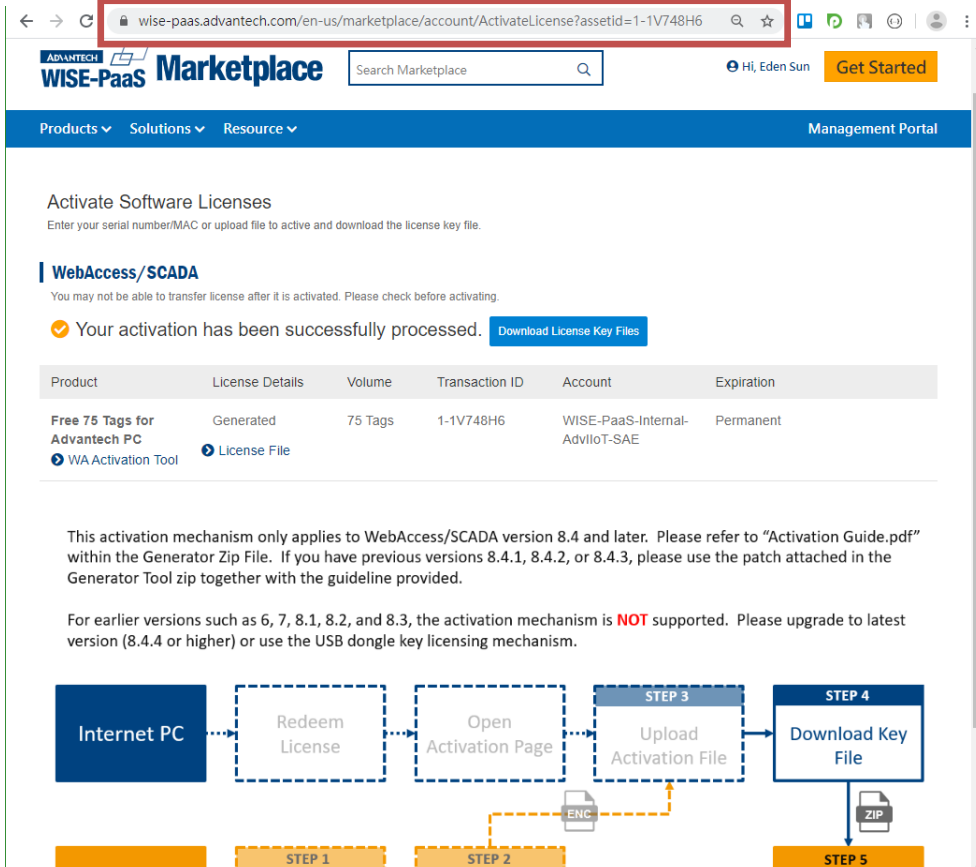 wise-paas.advantech.com/en-us/marketplace/account/ActivateLicense?assetid=1-1V748H6
ADVANTECH
WISE-PaaS Marketplace
Search Marketplace
Hi, Eden Sun
Get Started
Products
Solutions
Resource
Management Portal
Activate Software Licenses
Enter your serial number/MAC or upload file to active and download the license key file.
WebAccess/SCADA
You may not be able to transfer license after it is activated. Please check before activating.
Your activation has been successfully processed.
Download License Key Files
Product License Details Volume Transaction ID Account Expiration
Free 75 Tags for Generated 75 Tags 1-1V748H6 WISE-PaaS-Internal- Permanent
Advantech PC AdvIIoT-SAE
WA Activation Tool License File
This activation mechanism only applies to WebAccess/SCADA version 8.4 and later. Please refer to “Activation Guide.pdf”
within the Generator Zip File. If you have previous versions 8.4.1, 8.4.2, or 8.4.3, please use the patch attached in the
Generator Tool zip together with the guideline provided.
For earlier versions such as 6, 7, 8.1, 8.2, and 8.3, the activation mechanism is NOT supported. Please upgrade to latest
version (8.4.4 or higher) or use the USB dongle key licensing mechanism.
Internet PC
Redeem
License
Open
Activation Page
STEP 3
Upload
Activation File
STEP 4
Download Key
File
ENC
ZIP
STEP 1
STEP 2
STEP 5